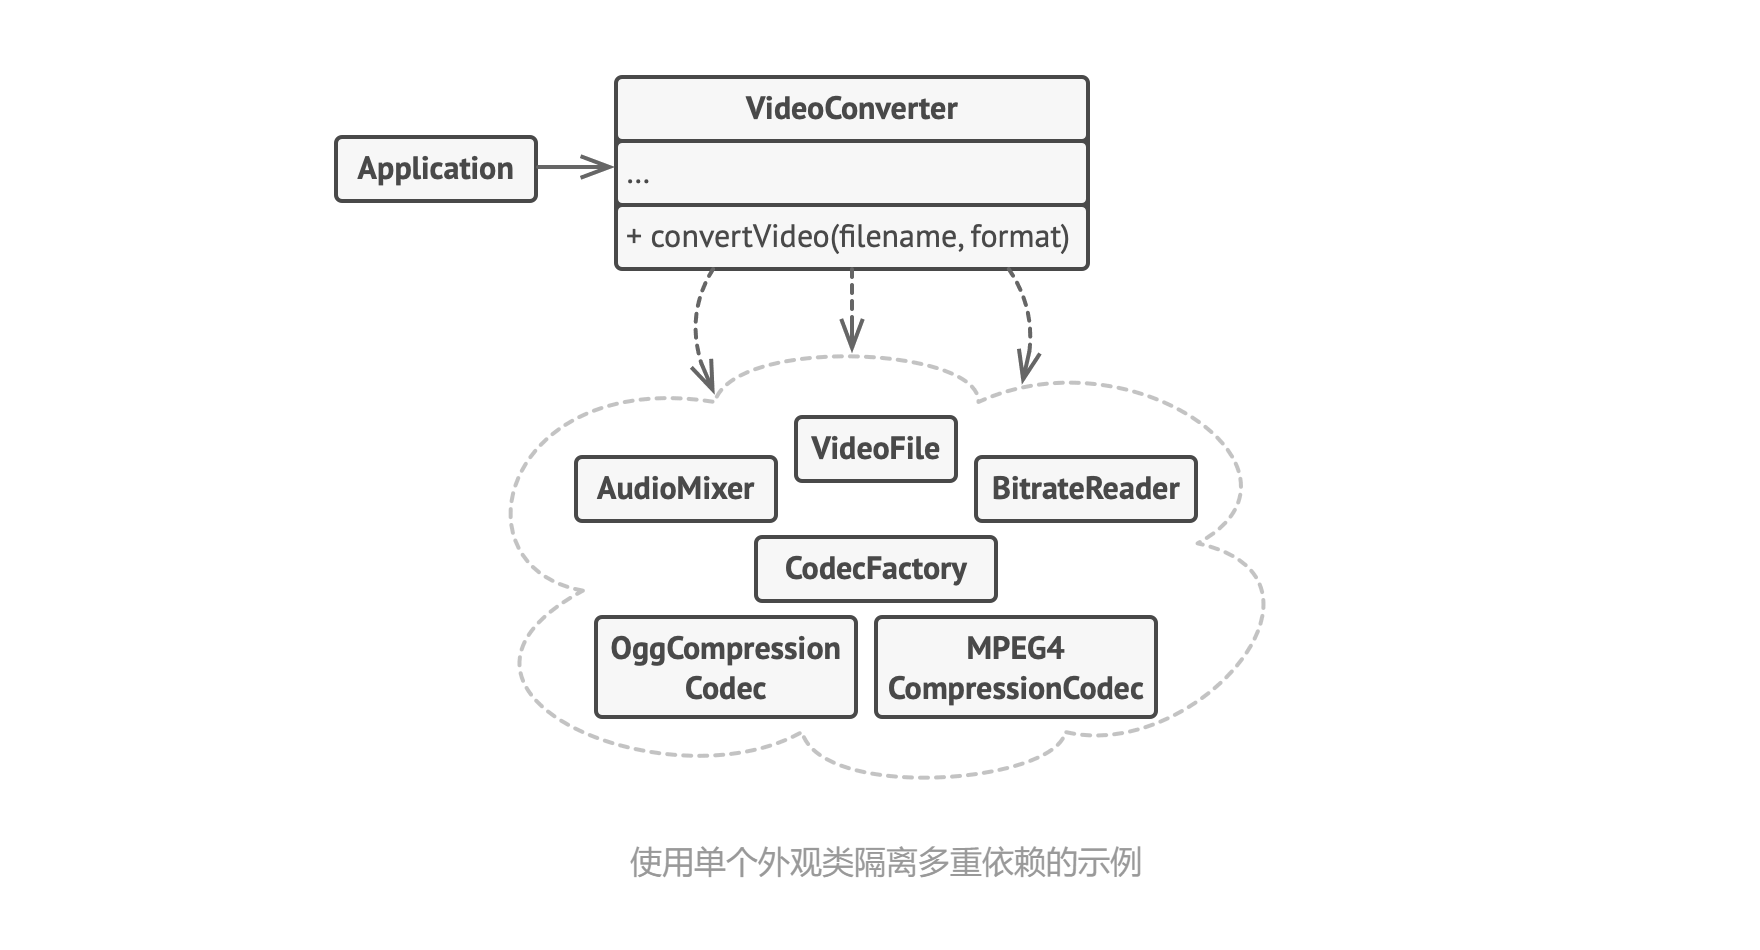 VideoConverter
Application
...
+ convertVideo(filename, format)
VideoFile
AudioMixer
BitrateReader
CodecFactory
OggCompression
Codec
MPEG4
CompressionCodec
使用单个外观类隔离多重依赖的示例